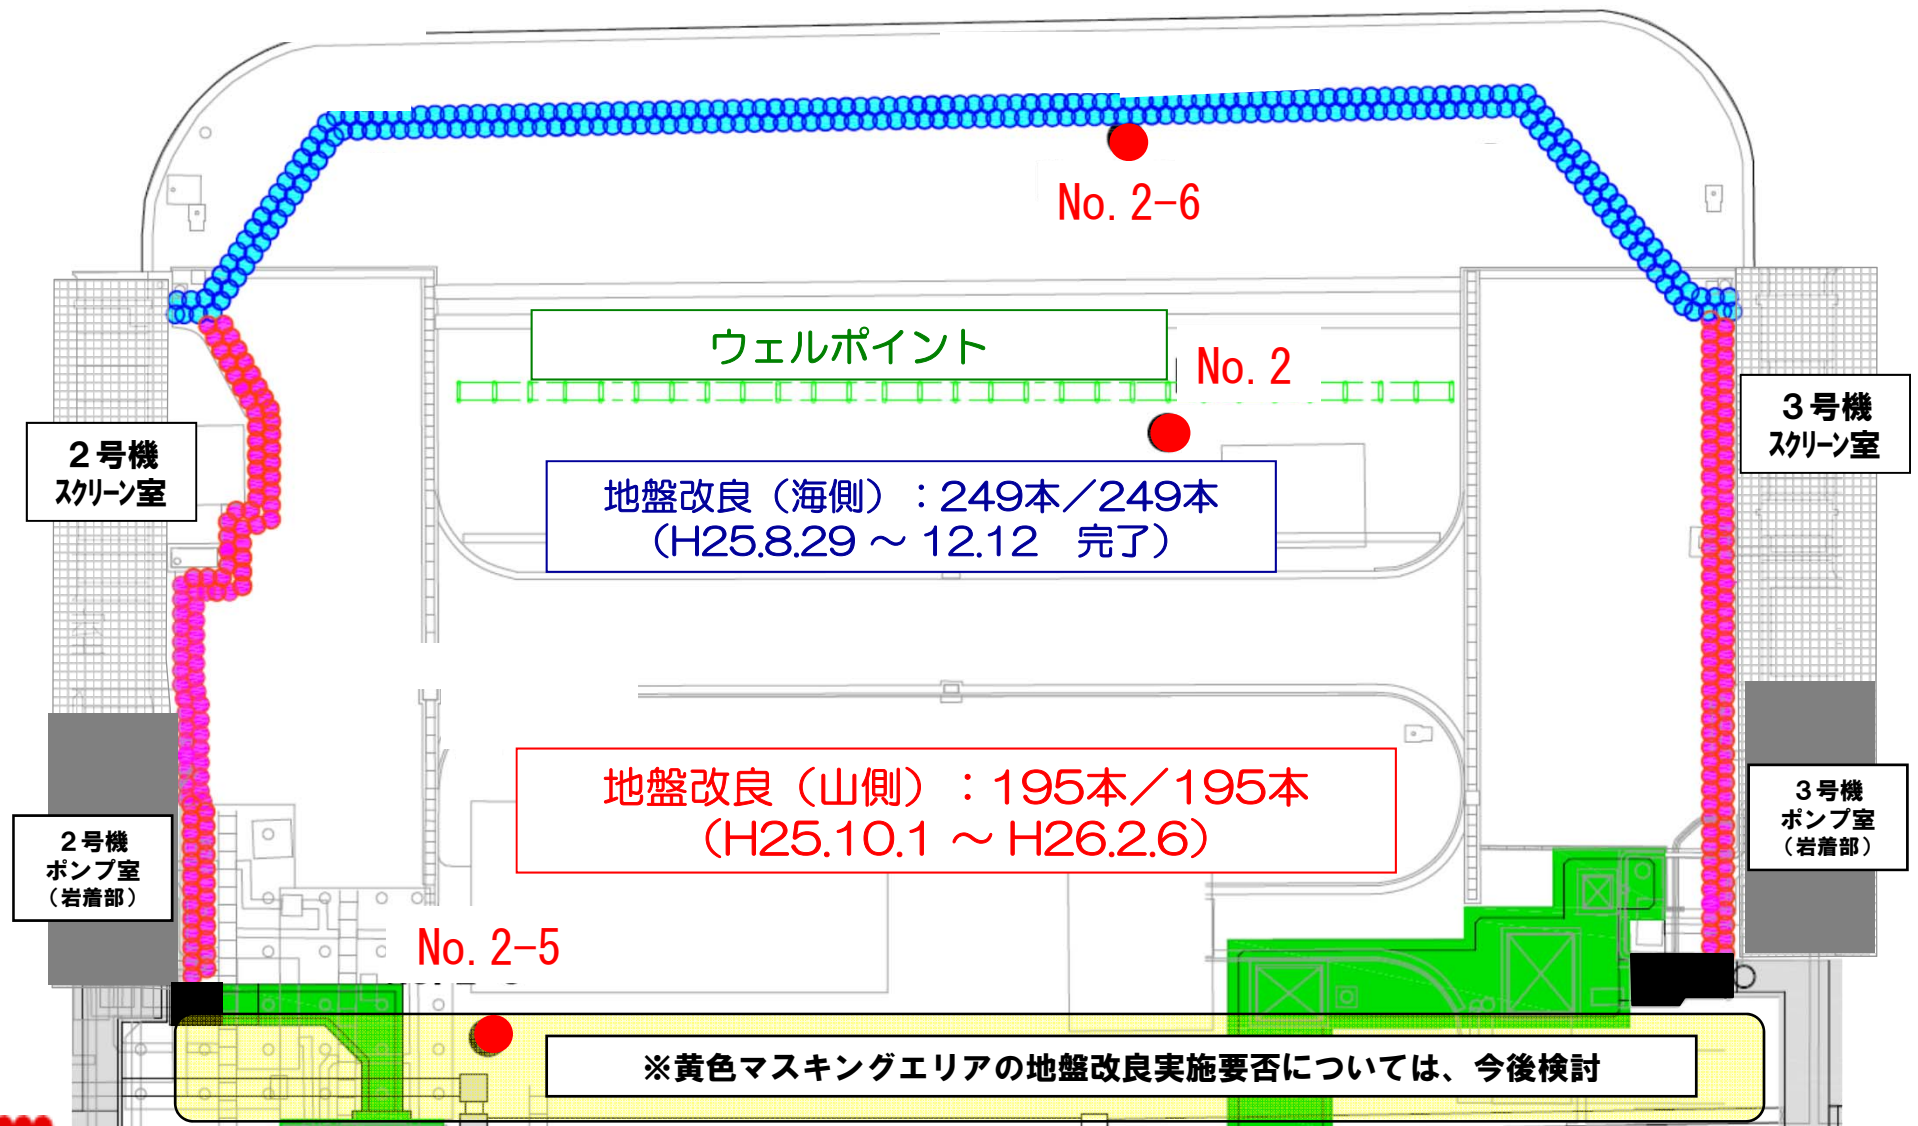 No. 2-6
ウェルポイント
No. 2
2号機
スクリーン室
3号機
スクリーン室
地盤改良（海側）：249本／249本
（H25.8.29 ～ 12.12　完了）
地盤改良（山側）：195本／195本
（H25.10.1 ～ H26.2.6）
2号機
ポンプ室
（岩着部）
3号機
ポンプ室
（岩着部）
No. 2-5
※黄色マスキングエリアの地盤改良実施要否については、今後検討